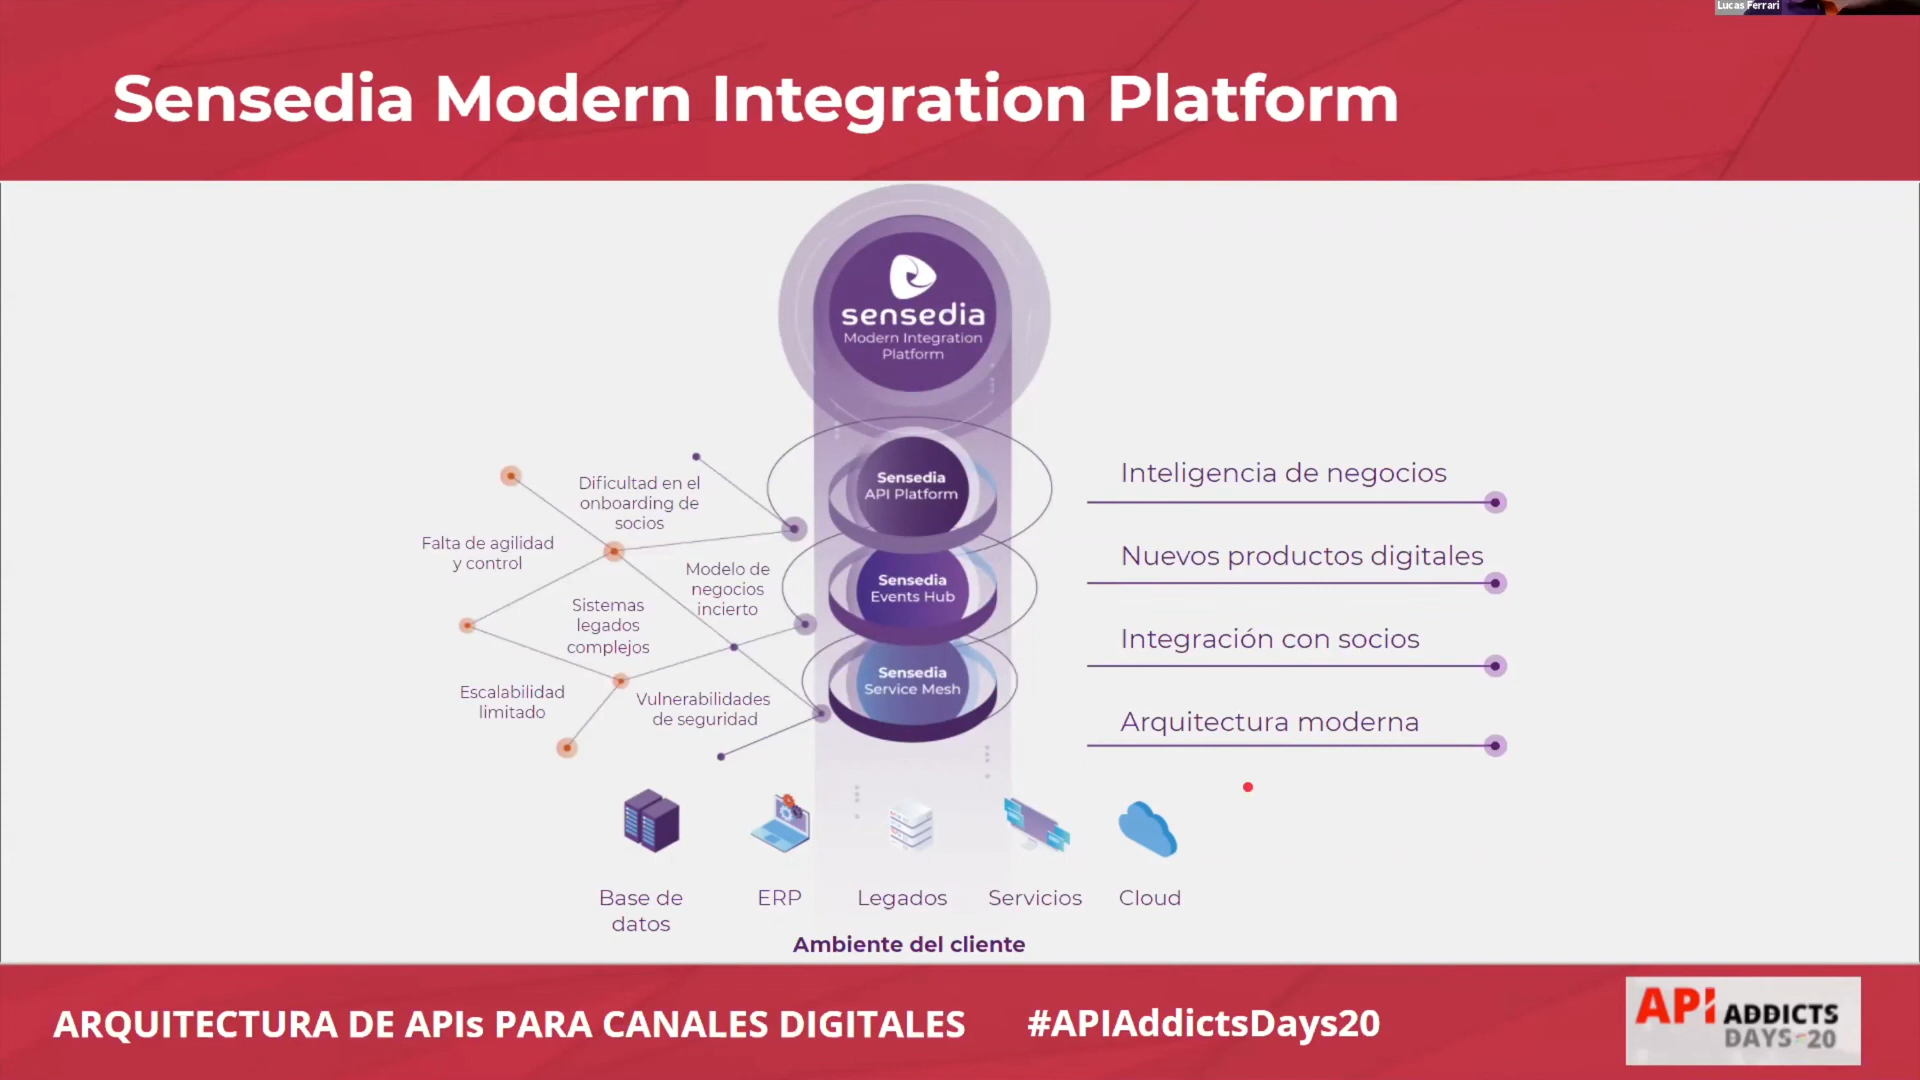 Lucas Ferrari
Sensedia Modern Integration Platform
sensedia
Modern Integration
Platform
Sensedia
API Platform
Sensedia
Events Hub
Sensedia
Service Mesh
Dificultad en el
onboarding de
socios
Falta de agilidad
y control
Modelo de
negocios
incierto
Sistemas
legados
complejos
Escalabilidad
limitado
Vulnerabilidades
de seguridad
Inteligencia de negocios
Nuevos productos digitales
Integración con socios
Arquitectura moderna
Base de
datos
ERP
Legados
Servicios
Cloud
Ambiente del cliente
ARQUITECTURA DE APIs PARA CANALES DIGITALES
#APIAddictsDays20
API ADDICTS
DAYS 20